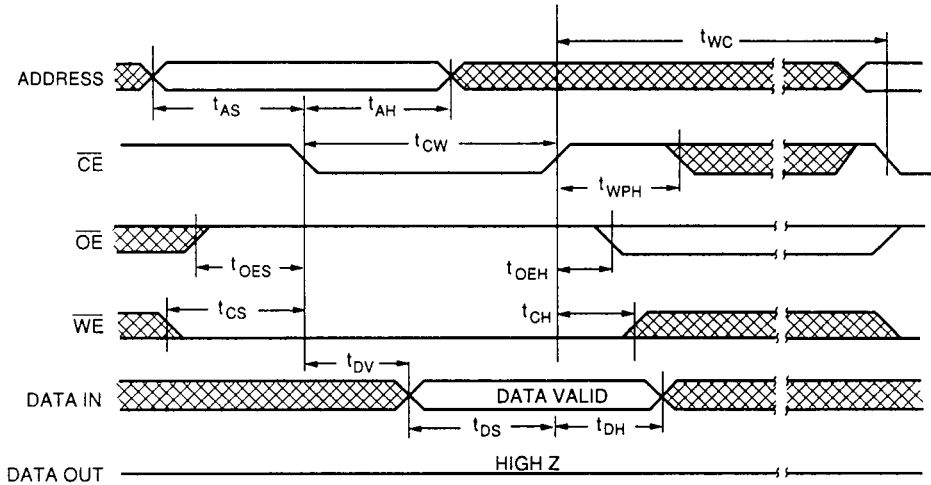 tWC
ADDRESS
tAS
tAH
tCW
CE
tWPH
OE
tOES
tOEH
tCS
tCH
WE
tDV
DATA IN
DATA VALID
tDS
tDH
HIGH Z
DATA OUT